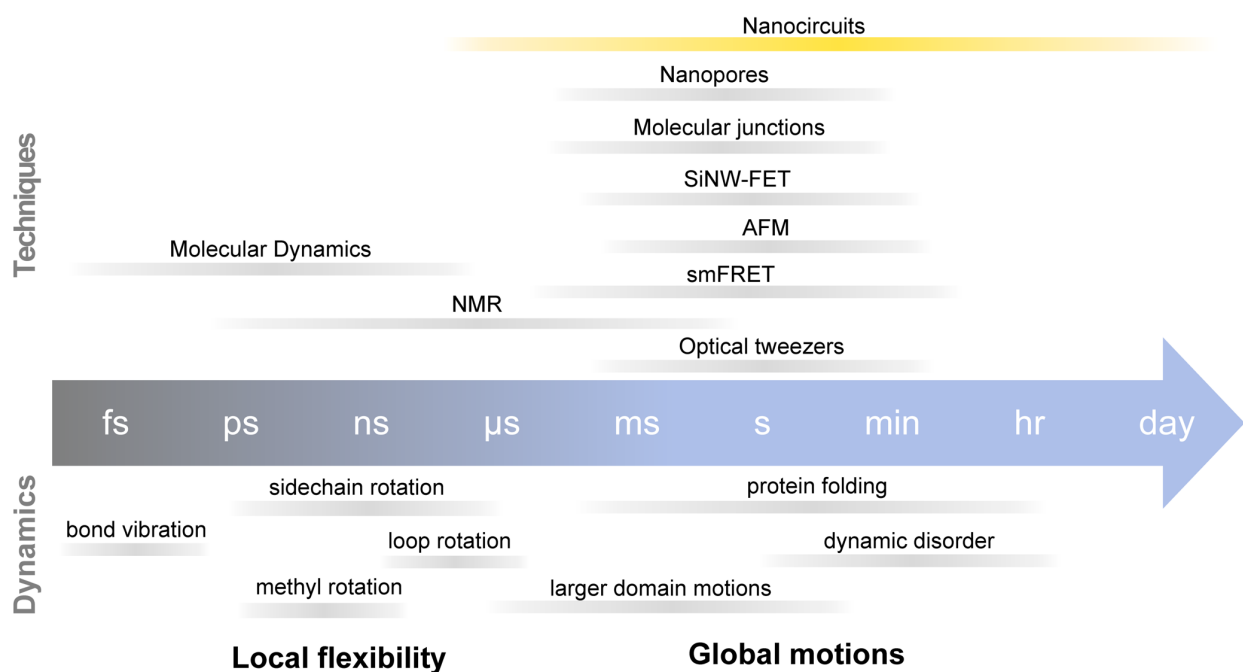 Nanocircuits
Nanopores
Molecular junctions
SiNW-FET
AFM
Molecular Dynamics
smFRET
NMR
Optical tweezers
Techniques
fs ps ns µs ms s min hr day
Dynamics
sidechain rotation
protein folding
bond vibration
loop rotation
dynamic disorder
methyl rotation
larger domain motions
Local flexibility
Global motions